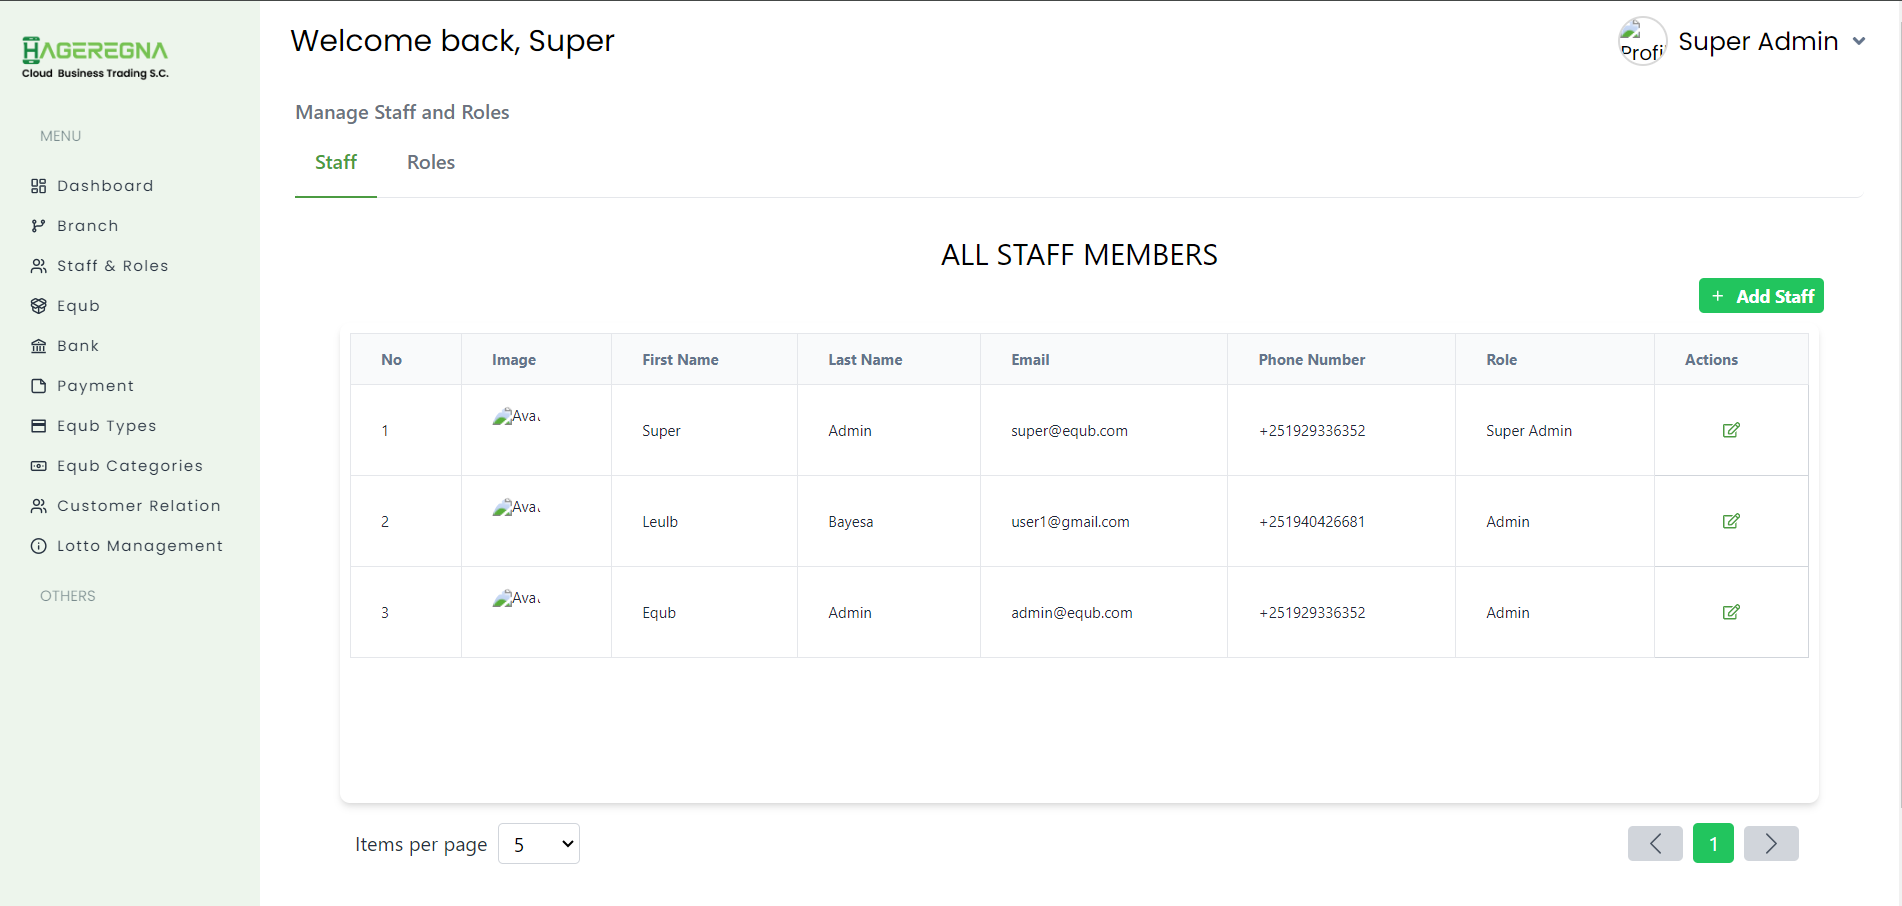 HAGEREGNA
Cloud Business Trading S.C.
MENU
Dashboard
Branch
Staff & Roles
Equb
Bank
Payment
Equb Types
Equb Categories
Customer Relation
Lotto Management
OTHERS
Welcome back, Super
Profi
Super Admin
Manage Staff and Roles
Staff Roles
ALL STAFF MEMBERS
+ Add Staff
No Image First Name Last Name Email Phone Number Role Actions
1 Ava Super Admin super@equb.com +251929336352 Super Admin
2 Ava Leulb Bayesa user1@gmail.com +251940426681 Admin
3 Ava Equb Admin admin@equb.com +251929336352 Admin
Items per page 5
1